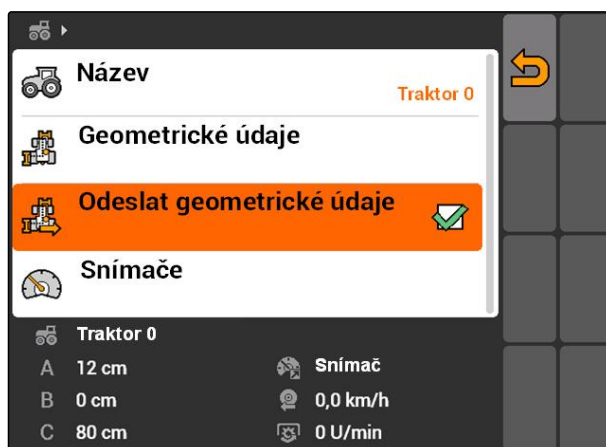 Název
Traktor 0
Geometrické údaje
Odeslat geometrické údaje
Snímače
Traktor 0
A 12 cm Snímač
B 0 cm 0,0 km/h
C 80 cm 0 U/min